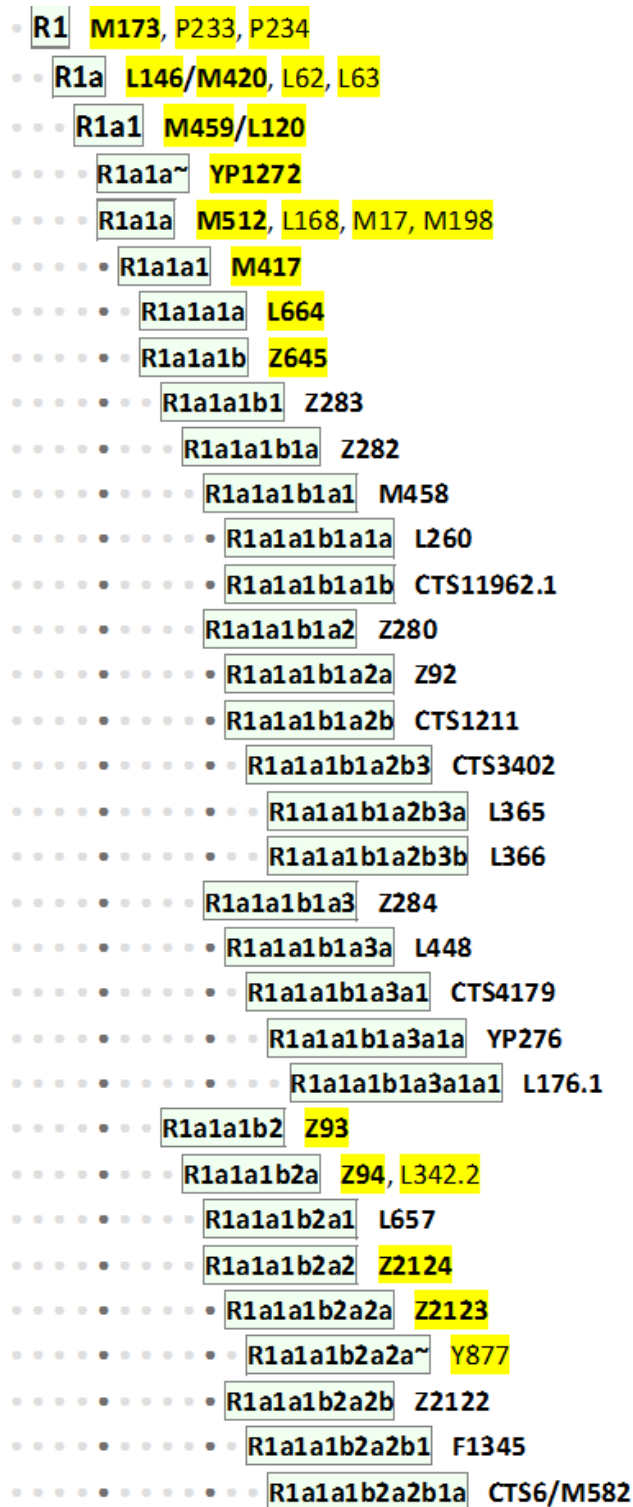 R1 M173, P233, P234
R1a L146/M420, L62, L63
R1a1 M459/L120
R1a1a~ YP1272
R1a1a M512, L168, M17, M198
R1a1a1 M417
R1a1a1a L664
R1a1a1b Z645
R1a1a1b1 Z283
R1a1a1b1a Z282
R1a1a1b1a1 M458
R1a1a1b1a1a L260
R1a1a1b1a1b CTS11962.1
R1a1a1b1a2 Z280
R1a1a1b1a2a Z92
R1a1a1b1a2b CTS1211
R1a1a1b1a2b3 CTS3402
R1a1a1b1a2b3a L365
R1a1a1b1a2b3b L366
R1a1a1b1a3 Z284
R1a1a1b1a3a L448
R1a1a1b1a3a1 CTS4179
R1a1a1b1a3a1a YP276
R1a1a1b1a3a1a1 L176.1
R1a1a1b2 Z93
R1a1a1b2a Z94, L342.2
R1a1a1b2a1 L657
R1a1a1b2a2 Z2124
R1a1a1b2a2a Z2123
R1a1a1b2a2a~ Y877
R1a1a1b2a2b Z2122
R1a1a1b2a2b1 F1345
R1a1a1b2a2b1a CTS6/M582